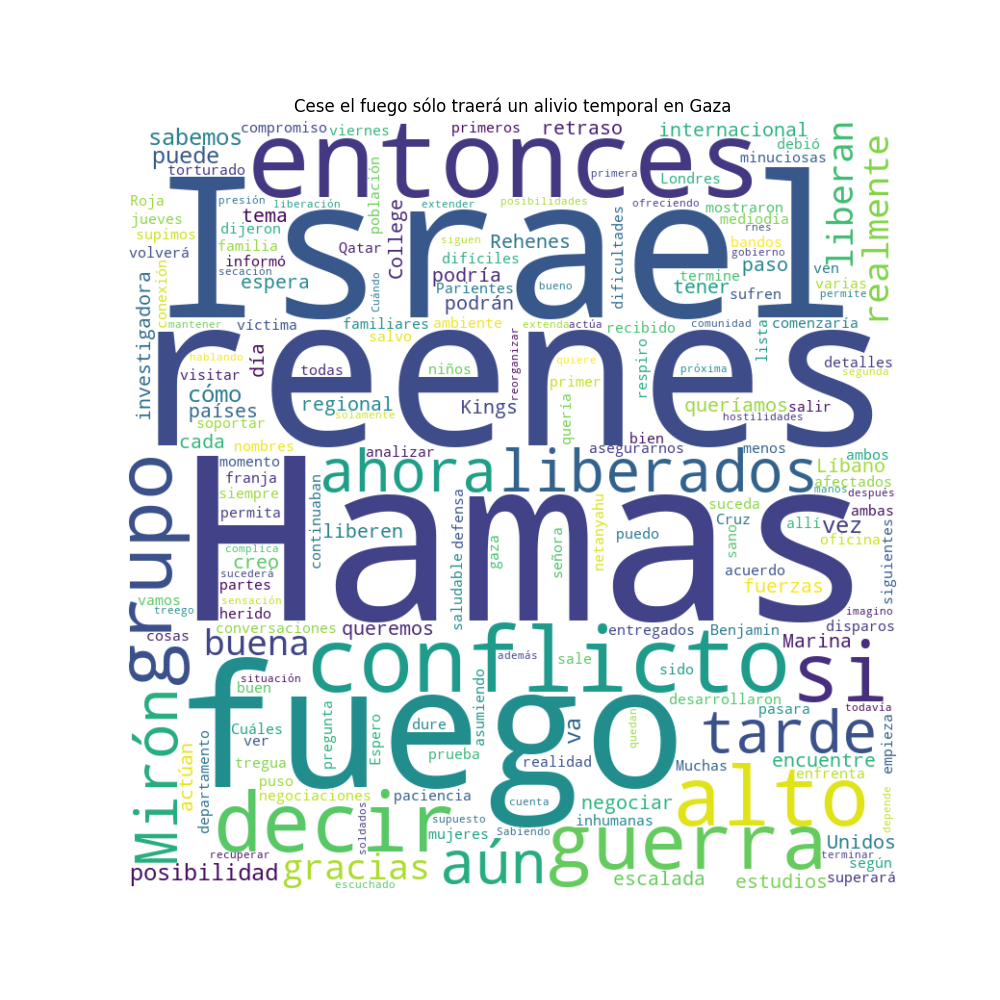 Cese el fuego sólo traerá un alivio temporal en Gaza
sabemos
compromiso
viernes
primeros
retraso
internacional
debió
puede
entonces
minuciosas
torturado
primera
Londres
liberan
realmente
Roja
presión
liberación
población
extender
posibilidades
ofreciendo
mostraron
mediodía
jueves
tema
dijeron
supimos
familia
College
Israel
Rehenes
dificultades
rnes
bandos
gobierno
volverá
informó
Qatar
difíciles
paso
vén
secación
espera
siguen
podría
termine
tener
varias
investigadora
conexión
Cuándo
Parientes
podrán
bueno
sufren
permite
mantener
víctima
familiares
ambiente
extenda
actúa
recibido
comunidad
lista
comenzaría
salvo
hablando
día
visitar
todas
niños
reorganizar
quiere
respiro
próxima
detalles
segunda
cómo
primer
reenes
países
regional
solamente
Kings
quería
queríamos
salir
soportar
hostilidades
cada
nombres
analizar
asegurarnos
bien
menos
ambos
momento
ahora
liberados
Líbano
franja
afectados
manos
después
siempre
grupo
permita
continuaban
Hamas
saludable
defensa
netanyahu
suceda
ambas
Cruz
allí
vez
liberen
gaza
señora
puedo
sano
oficina
complica
creo
sucederá
partes
acuerdo
siguientes
fuerzas
vamos
sensación
treego
herido
imagino
conversaciones
queremos
entregados
Benjamin
disparos
cosas
buena
Marina
conflicto
si
además
sale
sido
situación
buen
desarrollaron
todavía
Mirón
fuego
pasara
Cuáles
pregunta
Espero
dure
asumiendo
va
quedan
tarde
ver
prueba
realidad
Muchas
encuentre
empieza
tregua
actúan
departamento
puso
enfrenta
negociaciones
paciencia
cuenta
negociar
alto
depende
decir
soldados
supuesto
inhumanas
mujeres
Sabiendo
guerra
Unidos
recuperar
terminar
según
posibilidad
gracias
aún
escalada
estudios
superará
escuchado